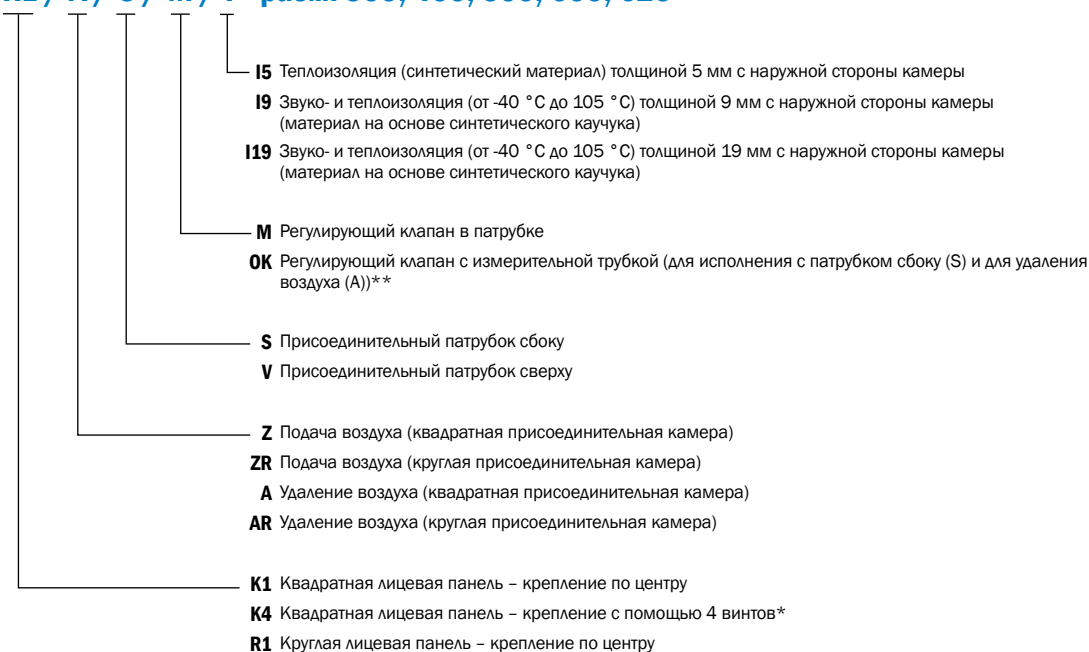 I5 Теплоизоляция (синтетический материал) толщиной 5 мм с наружной стороны камеры
I9 Звуко- и теплоизоляция (от -40 °C до 105 °C) толщиной 9 мм с наружной стороны камеры
(материал на основе синтетического каучука)
I19 Звуко- и теплоизоляция (от -40 °C до 105 °C) толщиной 19 мм с наружной стороны камеры
(материал на основе синтетического каучука)
M Регулирующий клапан в патрубке
OK Регулирующий клапан с измерительной трубкой (для исполнения с патрубком сбоку (S) и для удаления
воздуха (A))**
S Присоединительный патрубок сбоку
V Присоединительный патрубок сверху
Z Подача воздуха (квадратная присоединительная камера)
ZR Подача воздуха (круглая присоединительная камера)
A Удаление воздуха (квадратная присоединительная камера)
AR Удаление воздуха (круглая присоединительная камера)
K1 Квадратная лицевая панель – крепление по центру
K4 Квадратная лицевая панель – крепление с помощью 4 винтов*
R1 Круглая лицевая панель – крепление по центру